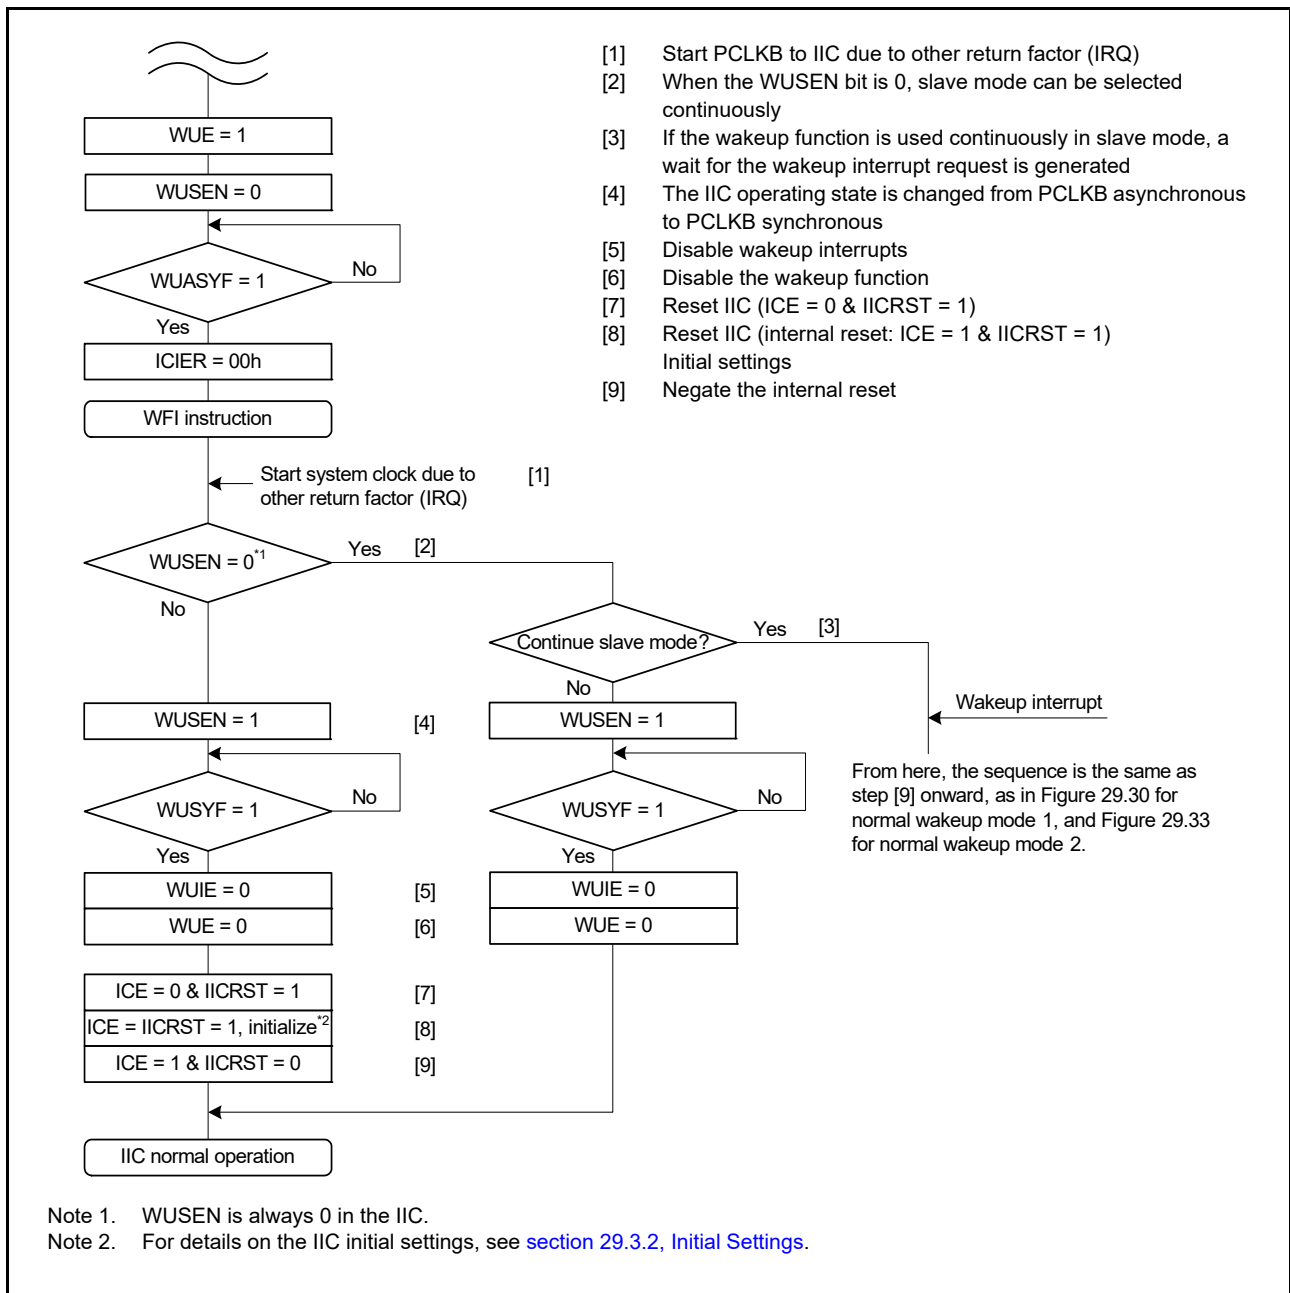 [1] Start PCLKB to IIC due to other return factor (IRQ)
[2] When the WUSEN bit is 0, slave mode can be selected
continuously
[3] If the wakeup function is used continuously in slave mode, a
wait for the wakeup interrupt request is generated
[4] The IIC operating state is changed from PCLKB asynchronous
to PCLKB synchronous
[5] Disable wakeup interrupts
[6] Disable the wakeup function
[7] Reset IIC (ICE = 0 & IICRST = 1)
[8] Reset IIC (internal reset: ICE = 1 & IICRST = 1)
Initial settings
[9] Negate the internal reset
WUE = 1
WUSEN = 0
WUASYF = 1
No
Yes
ICIER = 00h
WFI instruction
Start system clock due to [1]
other return factor (IRQ)
WUSEN = 0*1
Yes [2]
No
Continue slave mode?
Yes [3]
No
Wakeup interrupt
From here, the sequence is the same as
step [9] onward, as in Figure 29.30 for
normal wakeup mode 1, and Figure 29.33
for normal wakeup mode 2.
WUSEN = 1 [4]
WUSYF = 1
No
Yes
WUIE = 0 [5]
WUE = 0 [6]
WUSEN = 1
WUSYF = 1
No
Yes
WUIE = 0
WUE = 0
ICE = 0 & IICRST = 1 [7]
ICE = IICRST = 1, initialize*2 [8]
ICE = 1 & IICRST = 0 [9]
IIC normal operation
Note 1. WUSEN is always 0 in the IIC.
Note 2. For details on the IIC initial settings, see section 29.3.2, Initial Settings.